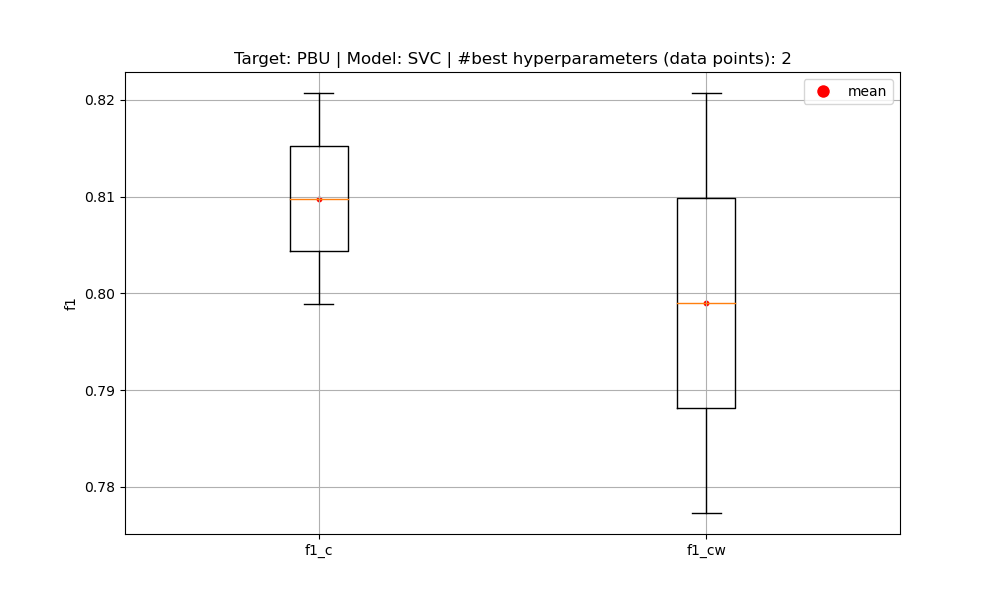 Target: PBU | Model: SVC | #best hyperparameters (data points): 2
mean
0.82
0.81
0.80
0.79
0.78
f1
f1_c
f1_cw